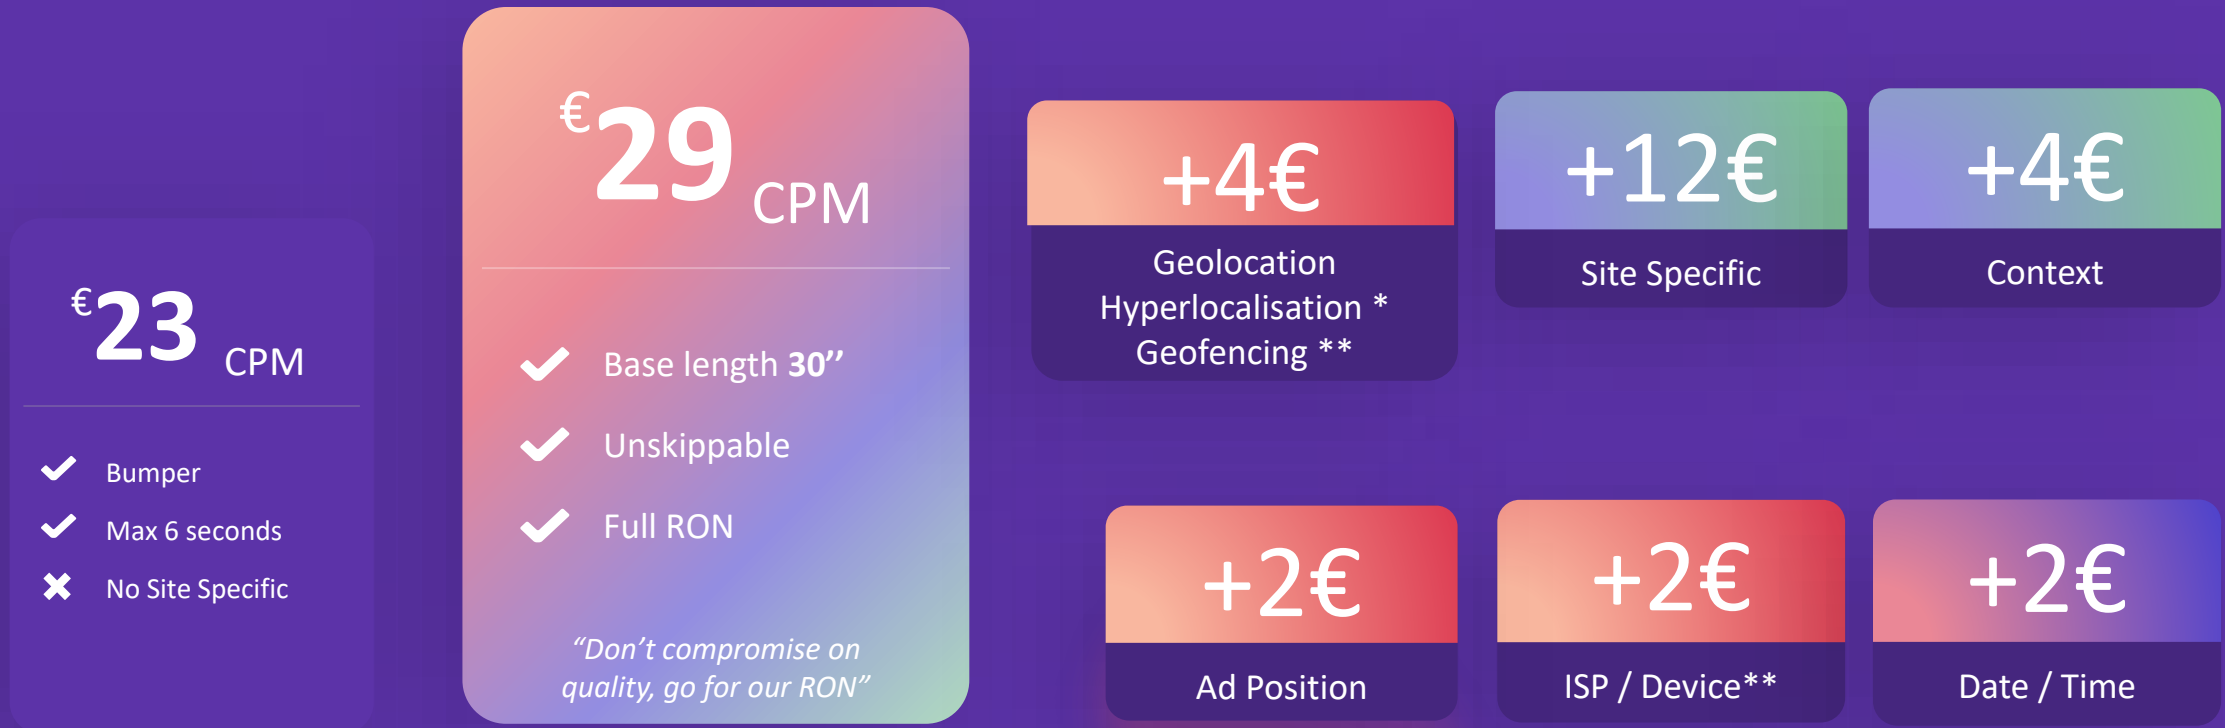 €23 CPM
Bumper
Max 6 seconds
No Site Specific
€29 CPM
Base length 30’’
Unskippable
Full RON
“Don’t compromise on
quality, go for our RON”
+4€
Geolocation
Hyperlocalisation *
Geofencing **
+12€
Site Specific
+4€
Context
+2€
Ad Position
+2€
ISP / Device**
+2€
Date / Time